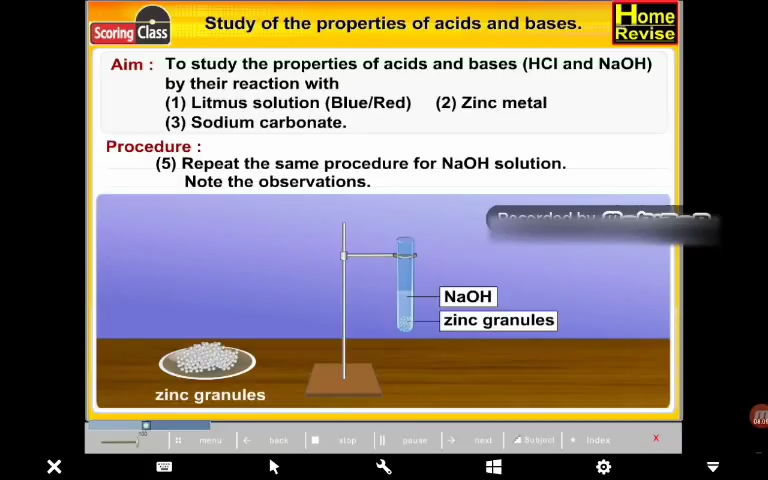 Scoring Class
Study of the properties of acids and bases.
Home
Revise
Aim : To study the properties of acids and bases (HCl and NaOH)
by their reaction with
(1) Litmus solution (Blue/Red) (2) Zinc metal
(3) Sodium carbonate.
Procedure :
(5) Repeat the same procedure for NaOH solution.
Note the observations.
Recorded by
NaOH
zinc granules
zinc granules
100
menu back stop pause next Subject Index x